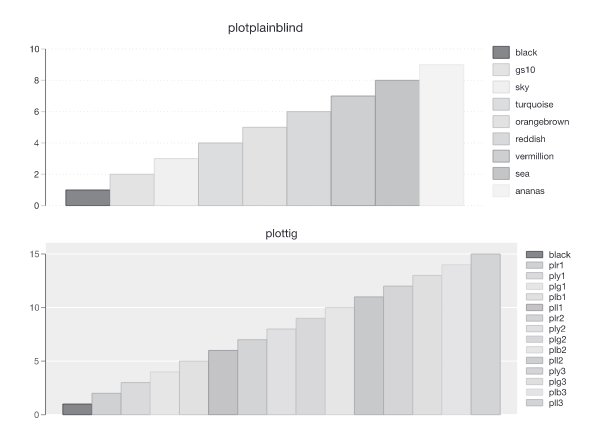 plotplainblind
10
8
6
4
2
0
black
gs10
sky
turquoise
orangebrown
reddish
vermillion
sea
ananas
plottig
15
10
5
0
black
plr1
ply1
plg1
plb1
pll1
plr2
ply2
plg2
plb2
pll2
ply3
plg3
plb3
pll3